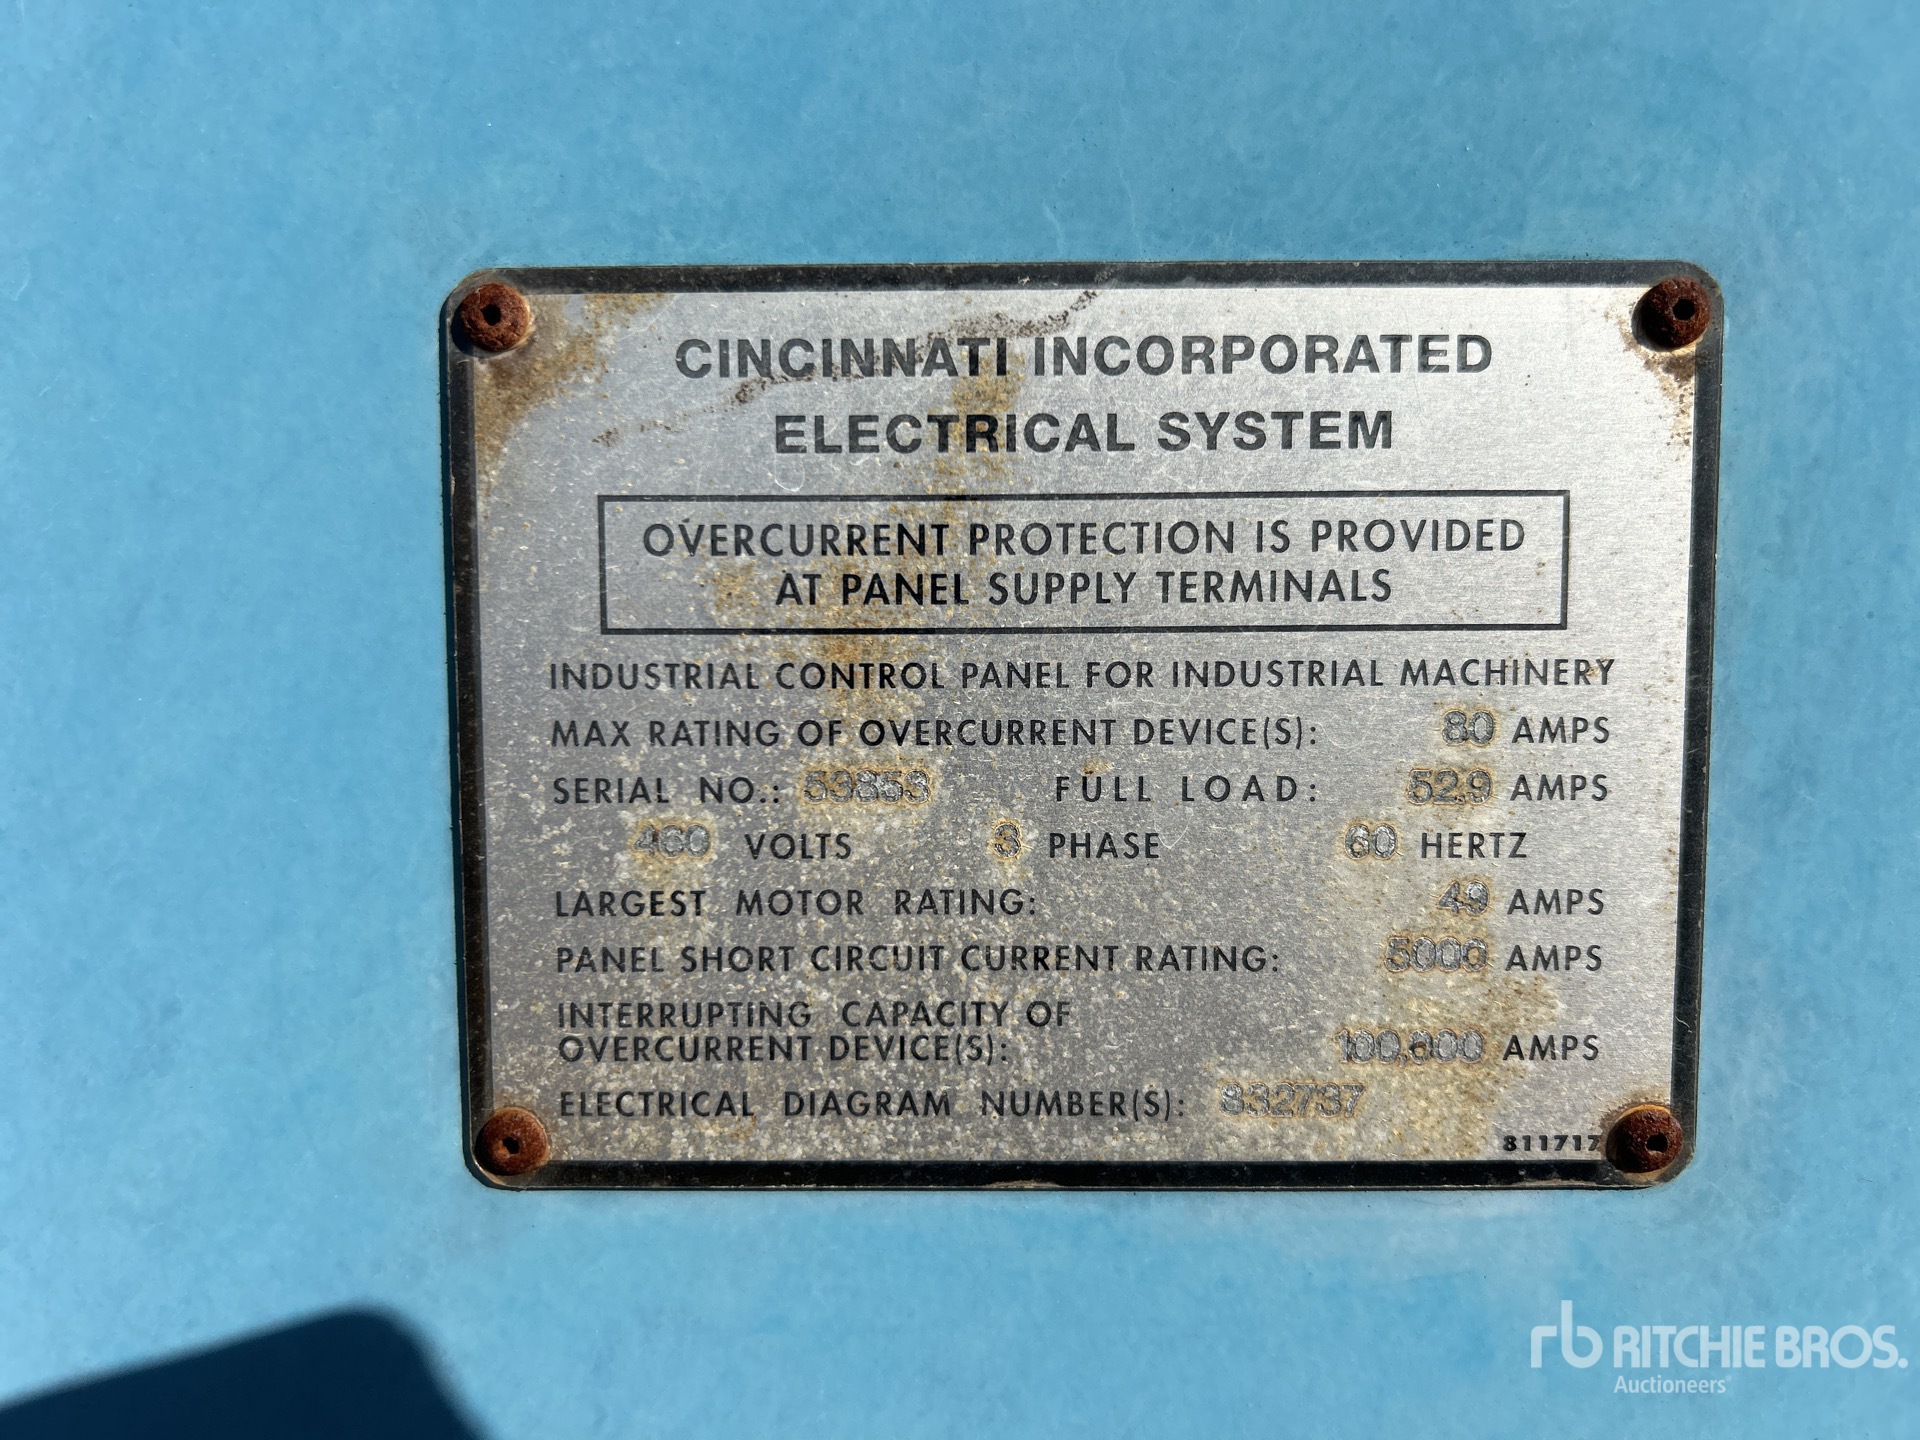 CINCINNATI INCORPORATED
ELECTRICAL SYSTEM
OVERCURRENT PROTECTION IS PROVIDED
AT PANEL SUPPLY TERMINALS
INDUSTRIAL CONTROL PANEL FOR INDUSTRIAL MACHINERY
MAX RATING OF OVERCURRENT DEVICE(S): 80 AMPS
SERIAL NO.: 53853 FULL LOAD: 52.9 AMPS
460 VOLTS 3 PHASE 60 HERTZ
LARGEST MOTOR RATING: 49 AMPS
PANEL SHORT CIRCUIT CURRENT RATING: 5000 AMPS
INTERRUPTING CAPACITY OF
OVERCURRENT DEVICE(S): 100,000 AMPS
ELECTRICAL DIAGRAM NUMBER(S): 832737
811717
rb RITCHIE BROS.
Auctioneers